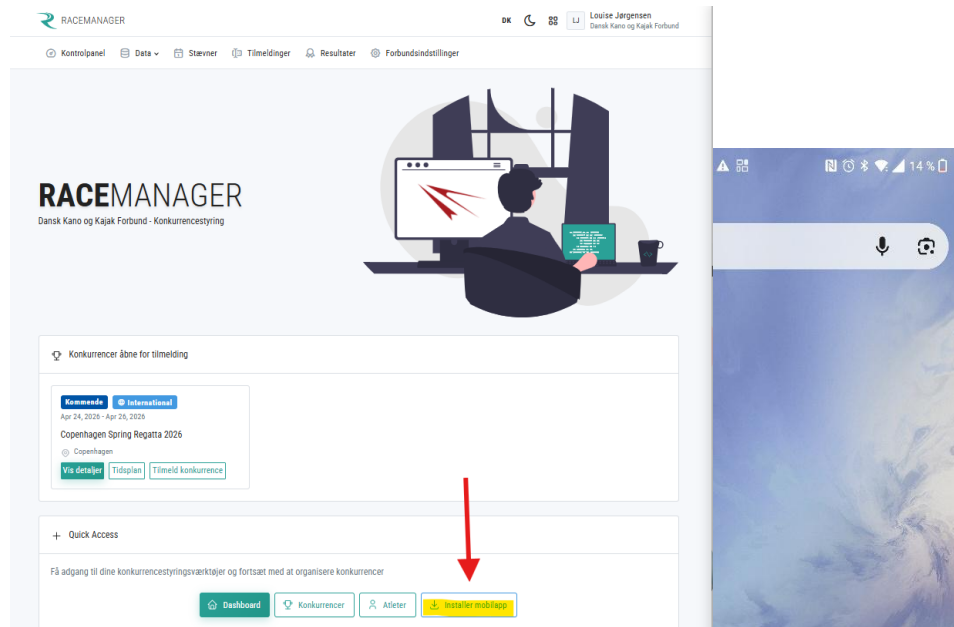 RACEMANAGER
DK
LJ
Louise Jørgensen
Dansk Kano og Kajak Forbund
Kontrolpanel
Data
Stævner
Tilmeldinger
Resultater
Forbundsindstillinger
RACEMANAGER
Dansk Kano og Kajak Forbund - Konkurrencestyring
Konkurrencer åbne for tilmelding
Kommende
International
Apr 24, 2026 - Apr 26, 2026
Copenhagen Spring Regatta 2026
Copenhagen
Vis detaljer
Tidsplan
Tilmeld konkurrence
Quick Access
Få adgang til dine konkurrencestyringsværktøjer og fortsæt med at organisere konkurrencer
Dashboard
Konkurrencer
Atleter
Installer mobilapp
14 %